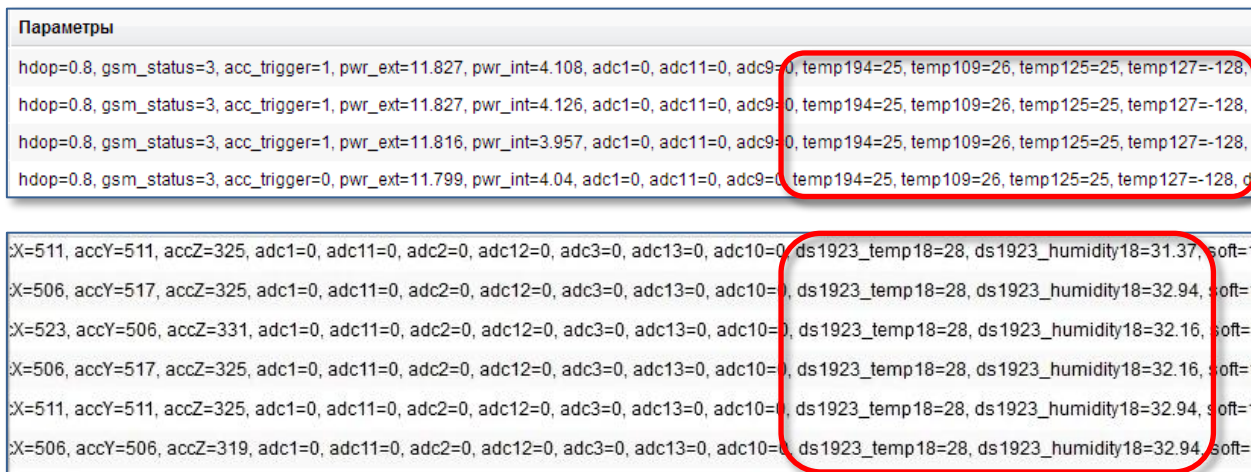 Параметры
hdop=0.8, gsm_status=3, acc_trigger=1, pwr_ext=11.827, pwr_int=4.108, adc1=0, adc11=0, adc9=0, temp194=25, temp109=26, temp125=25, temp127=-128,
hdop=0.8, gsm_status=3, acc_trigger=1, pwr_ext=11.827, pwr_int=4.126, adc1=0, adc11=0, adc9=0, temp194=25, temp109=26, temp125=25, temp127=-128,
hdop=0.8, gsm_status=3, acc_trigger=1, pwr_ext=11.816, pwr_int=3.957, adc1=0, adc11=0, adc9=0, temp194=25, temp109=26, temp125=25, temp127=-128,
hdop=0.8, gsm_status=3, acc_trigger=0, pwr_ext=11.799, pwr_int=4.04, adc1=0, adc11=0, adc9=0, temp194=25, temp109=26, temp125=25, temp127=-128, d
X=511, accY=511, accZ=325, adc1=0, adc11=0, adc2=0, adc12=0, adc3=0, adc13=0, adc10=0, ds1923_temp18=28, ds1923_humidity18=31.37, soft=
X=506, accY=517, accZ=325, adc1=0, adc11=0, adc2=0, adc12=0, adc3=0, adc13=0, adc10=0, ds1923_temp18=28, ds1923_humidity18=32.94, soft=
X=523, accY=506, accZ=331, adc1=0, adc11=0, adc2=0, adc12=0, adc3=0, adc13=0, adc10=0, ds1923_temp18=28, ds1923_humidity18=32.16, soft=
X=506, accY=517, accZ=325, adc1=0, adc11=0, adc2=0, adc12=0, adc3=0, adc13=0, adc10=0, ds1923_temp18=28, ds1923_humidity18=32.16, soft=
X=511, accY=511, accZ=325, adc1=0, adc11=0, adc2=0, adc12=0, adc3=0, adc13=0, adc10=0, ds1923_temp18=28, ds1923_humidity18=32.94, soft=
X=506, accY=506, accZ=319, adc1=0, adc11=0, adc2=0, adc12=0, adc3=0, adc13=0, adc10=0, ds1923_temp18=28, ds1923_humidity18=32.94, soft=